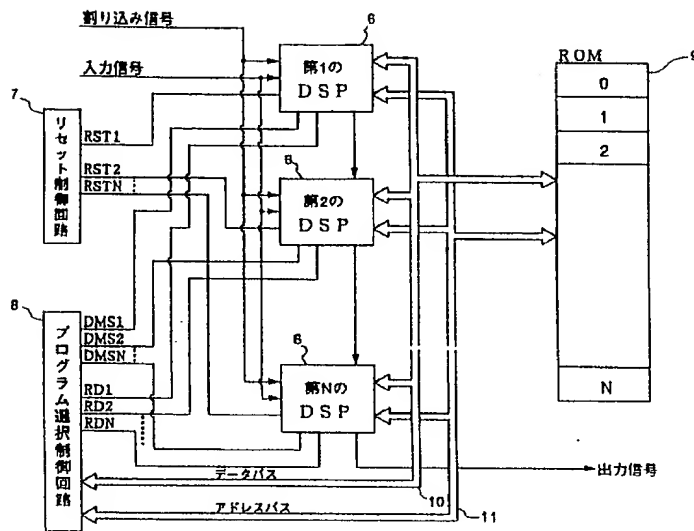 割り込み信号
入力信号
6
第1の
DSP
7
リセット制御回路
RST1
RST2
RSTN
6
第2の
DSP
8
プログラム選択制御回路
DMS1
DMS2
DMSN
RD1
RD2
RDN
6
第Nの
DSP
データバス
10
アドレスバス
11
出力信号
ROM
9
0
1
2
N